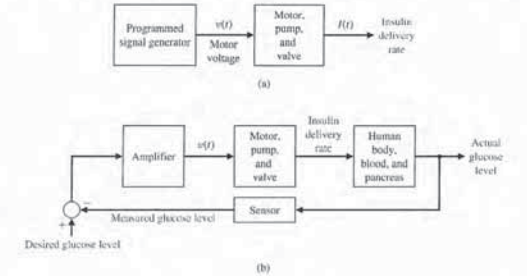 Programmed
signal generator
v(t)
Motor
voltage
Motor,
pump,
and
valve
I(t)
Insulin
delivery
rate
(a)
Amplifier
v(t)
Motor,
pump,
and
valve
Insulin
delivery
rate
Human
body,
blood, and
pancreas
Actual
glucose
level
−
+
Measured glucose level
Sensor
Desired glucose level
(b)